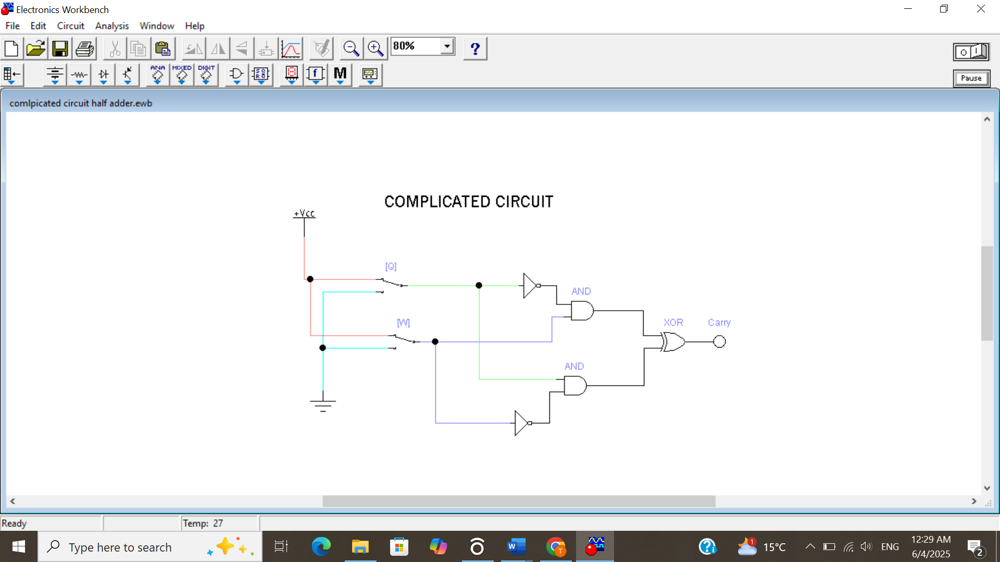 Electronics Workbench
File Edit Circuit Analysis Window Help
80%
?
ANA MIXED DIGIT
f
M
Pause
comlpicated circuit half adder.ewb
COMPLICATED CIRCUIT
+Vcc
[Q]
AND
[W]
XOR
Carry
AND
Ready
Temp: 27
Type here to search
W
T
1
15°C
ENG
12:29 AM
6/4/2025
2